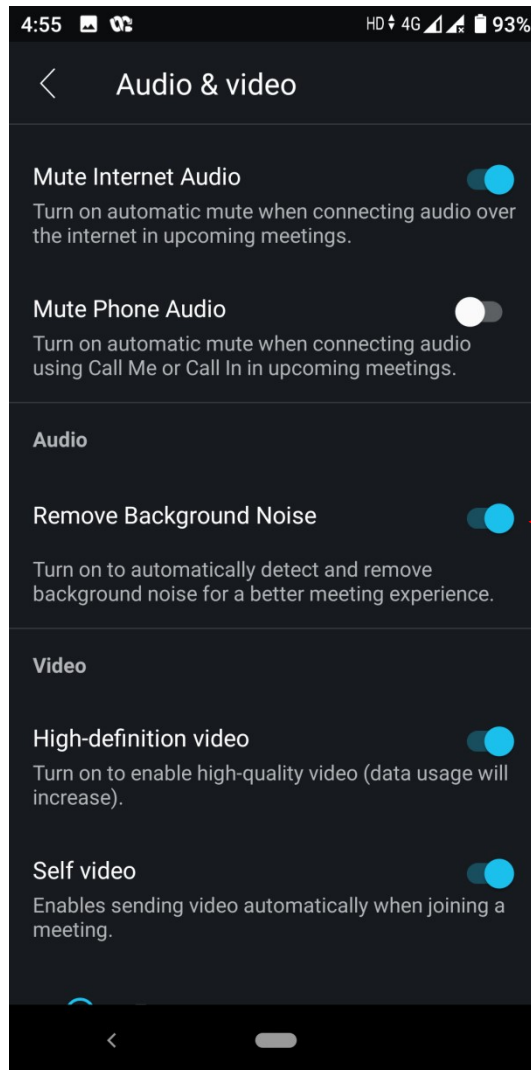 4:55 HD 4G 93%
Audio & video
Mute Internet Audio
Turn on automatic mute when connecting audio over
the internet in upcoming meetings.
Mute Phone Audio
Turn on automatic mute when connecting audio
using Call Me or Call In in upcoming meetings.
Audio
Remove Background Noise
Turn on to automatically detect and remove
background noise for a better meeting experience.
Video
High-definition video
Turn on to enable high-quality video (data usage will
increase).
Self video
Enables sending video automatically when joining a
meeting.